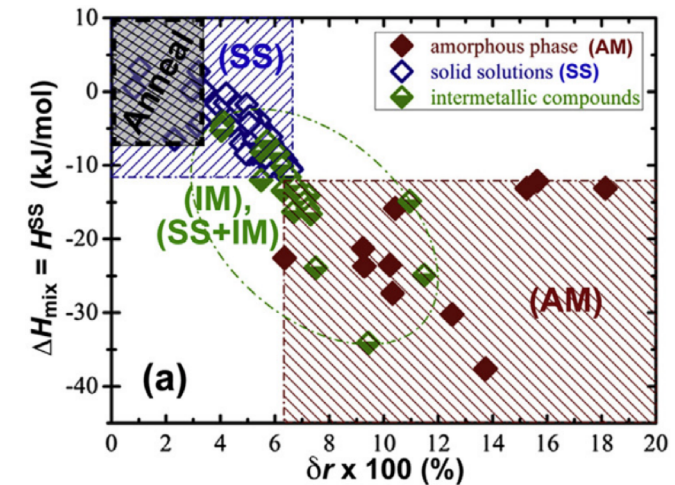 10
0
-10
-20
-30
-40
ΔHmix = HSS (kJ/mol)
Anneal
(SS)
amorphous phase (AM)
solid solutions (SS)
intermetallic compounds
(IM),
(SS+IM)
(AM)
(a)
0 2 4 6 8 10 12 14 16 18 20
δr x 100 (%)